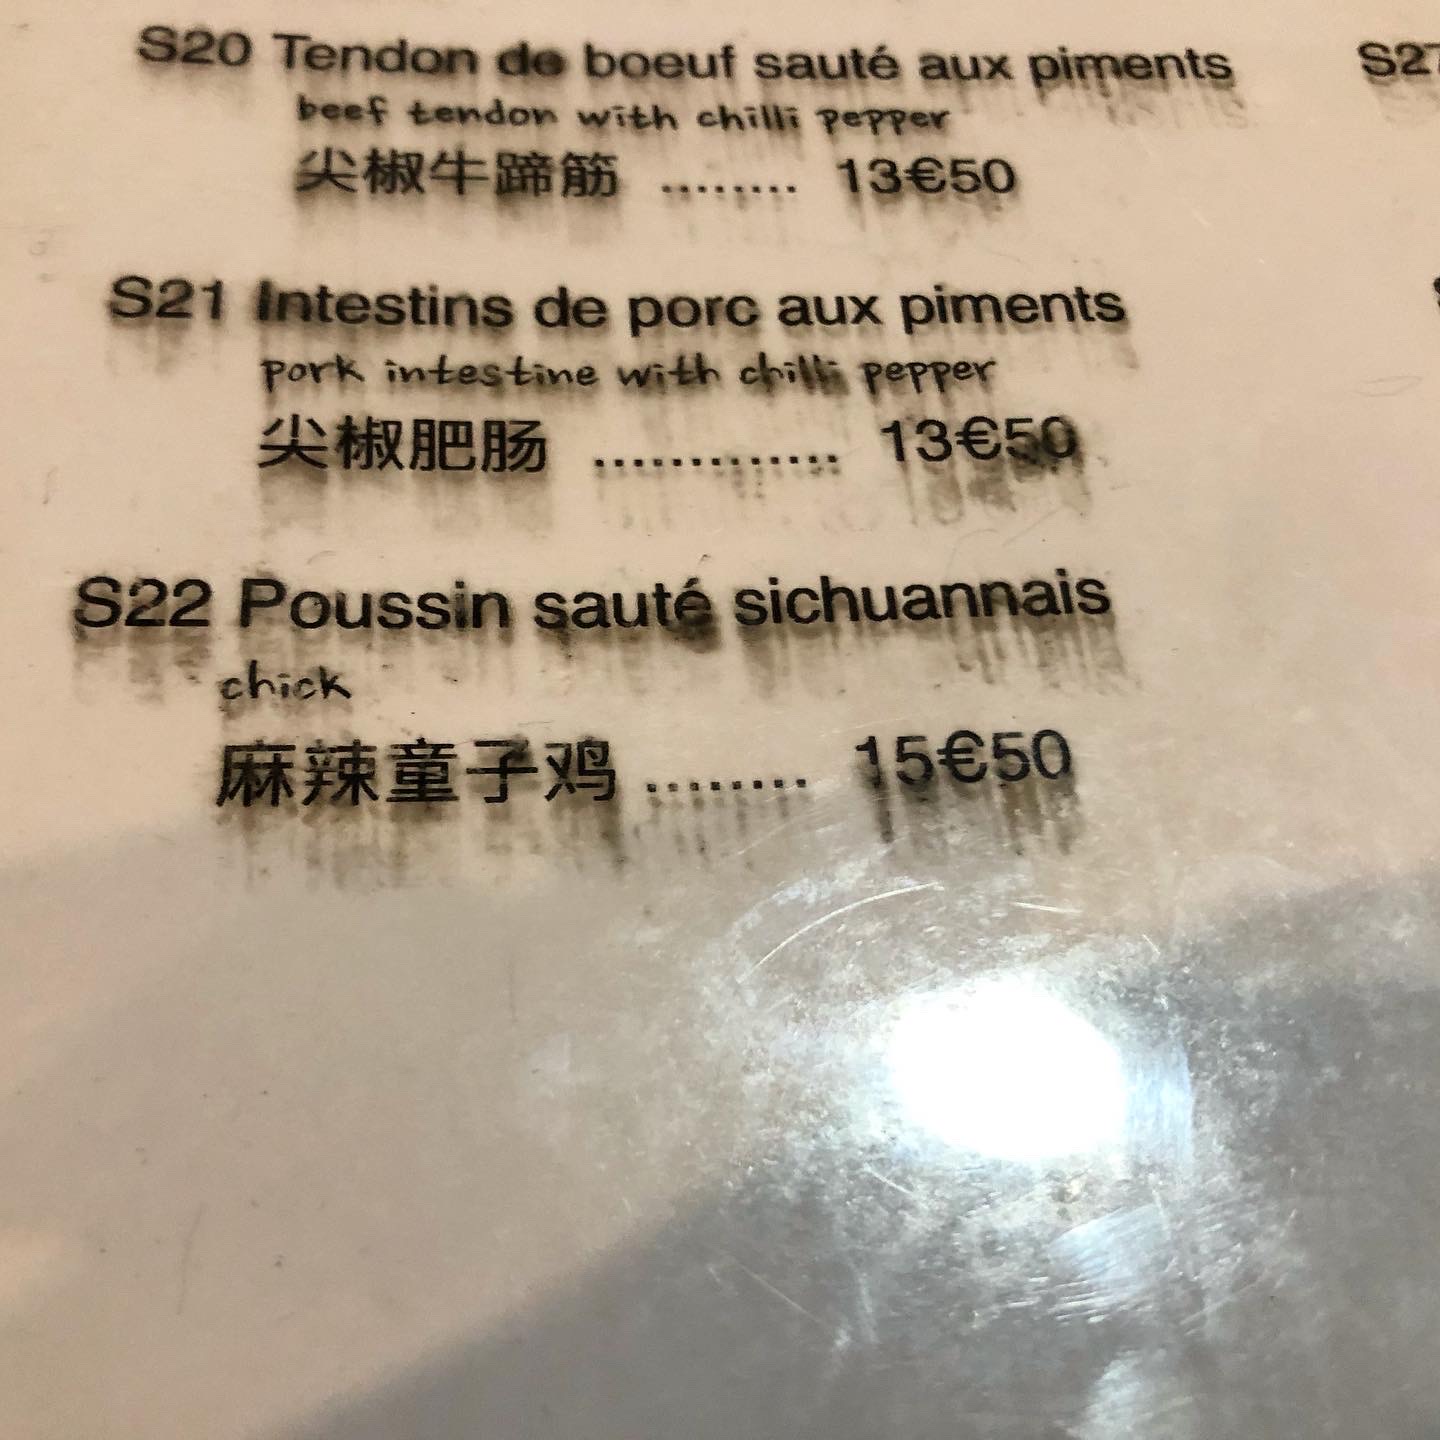 S20 Tendon de boeuf sauté aux piments
beef tendon with chilli pepper
尖椒牛蹄筋 ........ 13€50
S21 Intestins de porc aux piments
pork intestine with chilli pepper
尖椒肥肠 ............. 13€50
S22 Poussin sauté sichuannais
chick
麻辣童子鸡 ........ 15€50
S27